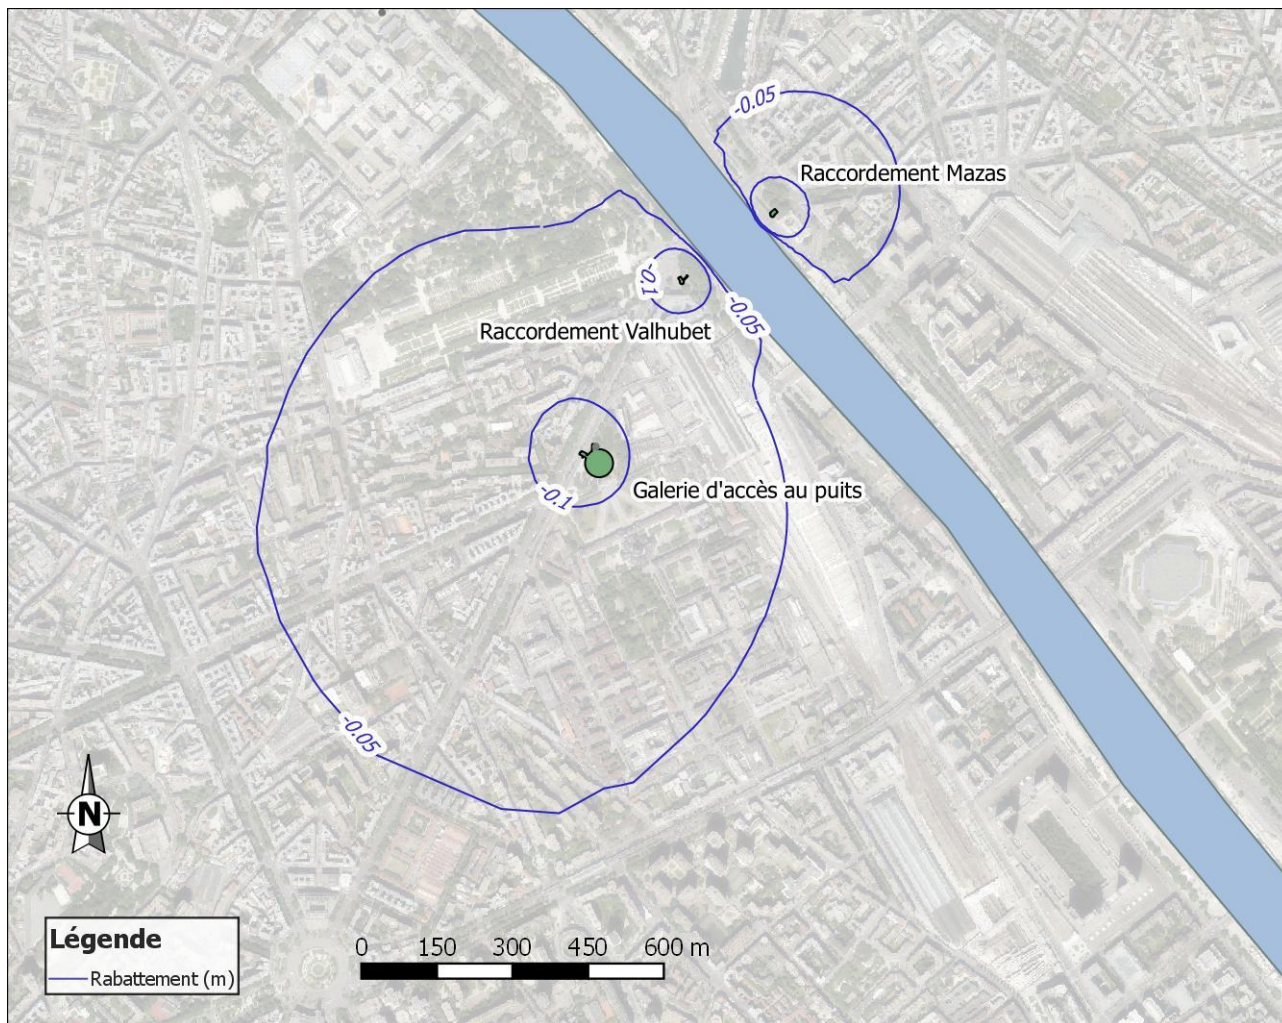 -0.05
Raccordement Mazas
-0.1
-0.05
Raccordement Valhubet
-0.1
Galerie d'accès au puits
-0.05
N
Légende
Rabattement (m)
0 150 300 450 600 m